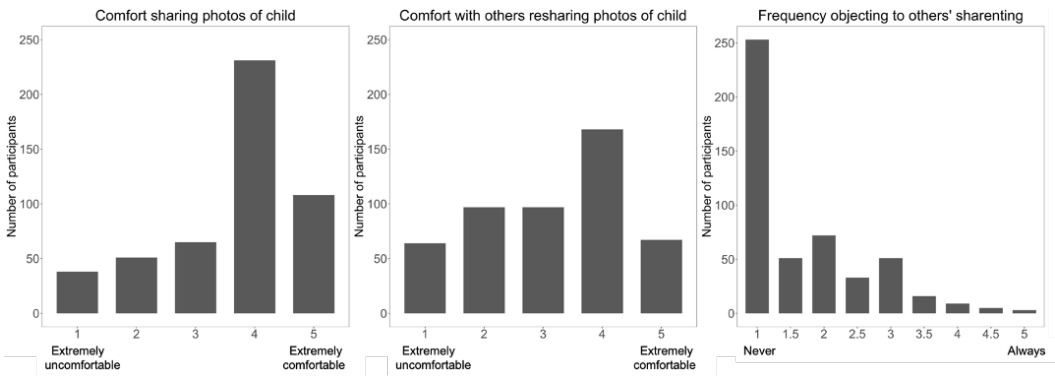 Comfort sharing photos of child
Number of participants
250
200
150
100
50
0
1 2 3 4 5
Extremely uncomfortable
Extremely comfortable
Comfort with others resharing photos of child
Number of participants
250
200
150
100
50
0
1 2 3 4 5
Extremely uncomfortable
Extremely comfortable
Frequency objecting to others' sharenting
Number of participants
250
200
150
100
50
0
1 1.5 2 2.5 3 3.5 4 4.5 5
Never
Always